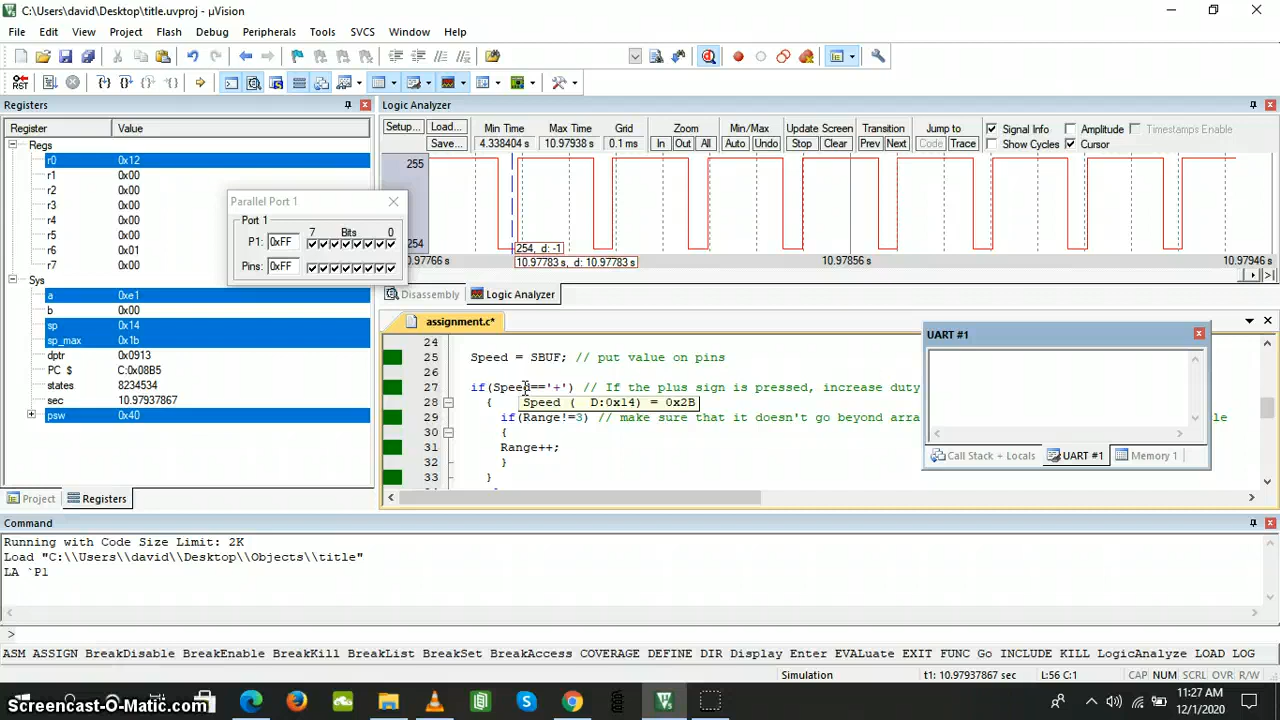 C:\Users\david\Desktop\title.uvproj - µVision
File Edit View Project Flash Debug Peripherals Tools SVCS Window Help
Registers
Register Value
Regs
r0 0x12
r1 0x00
r2 0x00
r3 0x00
r4 0x00
r5 0x00
r6 0x01
r7 0x00
Sys
a 0xe1
b 0x00
sp 0x14
sp_max 0x1b
dptr 0x0913
PC $ C:0x08B5
states 8234534
sec 10.97937867
psw 0x40
Project Registers
Parallel Port 1
Port 1
7 Bits 0
P1: 0xFF
Pins: 0xFF
Logic Analyzer
Setup... Load... Min Time Max Time Grid Zoom Min/Max Update Screen Transition Jump to Signal Info Amplitude Timestamps Enable
Save... 4.338404 s 10.97938 s 0.1 ms In Out All Auto Undo Stop Clear Prev Next Code Trace Show Cycles Cursor
255
254
254, d: -1
0.97766 s 10.97783 s, d: 10.97783 s 10.97856 s 10.97946 s
Disassembly Logic Analyzer
assignment.c*
24
25 Speed = SBUF; // put value on pins
26
27 if(Speed=='+') // If the plus sign is pressed, increase duty
28 {
Speed ( D:0x14) = 0x2B
29 if(Range!=3) // make sure that it doesn't go beyond arra
30 {
31 Range++;
32 }
33 }
UART #1
Call Stack + Locals UART #1 Memory 1
Command
Running with Code Size Limit: 2K
Load "C:\\Users\\david\\Desktop\\Objects\\title"
LA `P1
>
ASM ASSIGN BreakDisable BreakEnable BreakKill BreakList BreakSet BreakAccess COVERAGE DEFINE DIR Display Enter EVALuate EXIT FUNC Go INCLUDE KILL LogicAnalyze LOAD LOG
Simulation t1: 10.97937867 sec L:56 C:1 CAP NUM SCRL OVR R/W
Screencast-O-Matic.com
11:27 AM
12/1/2020